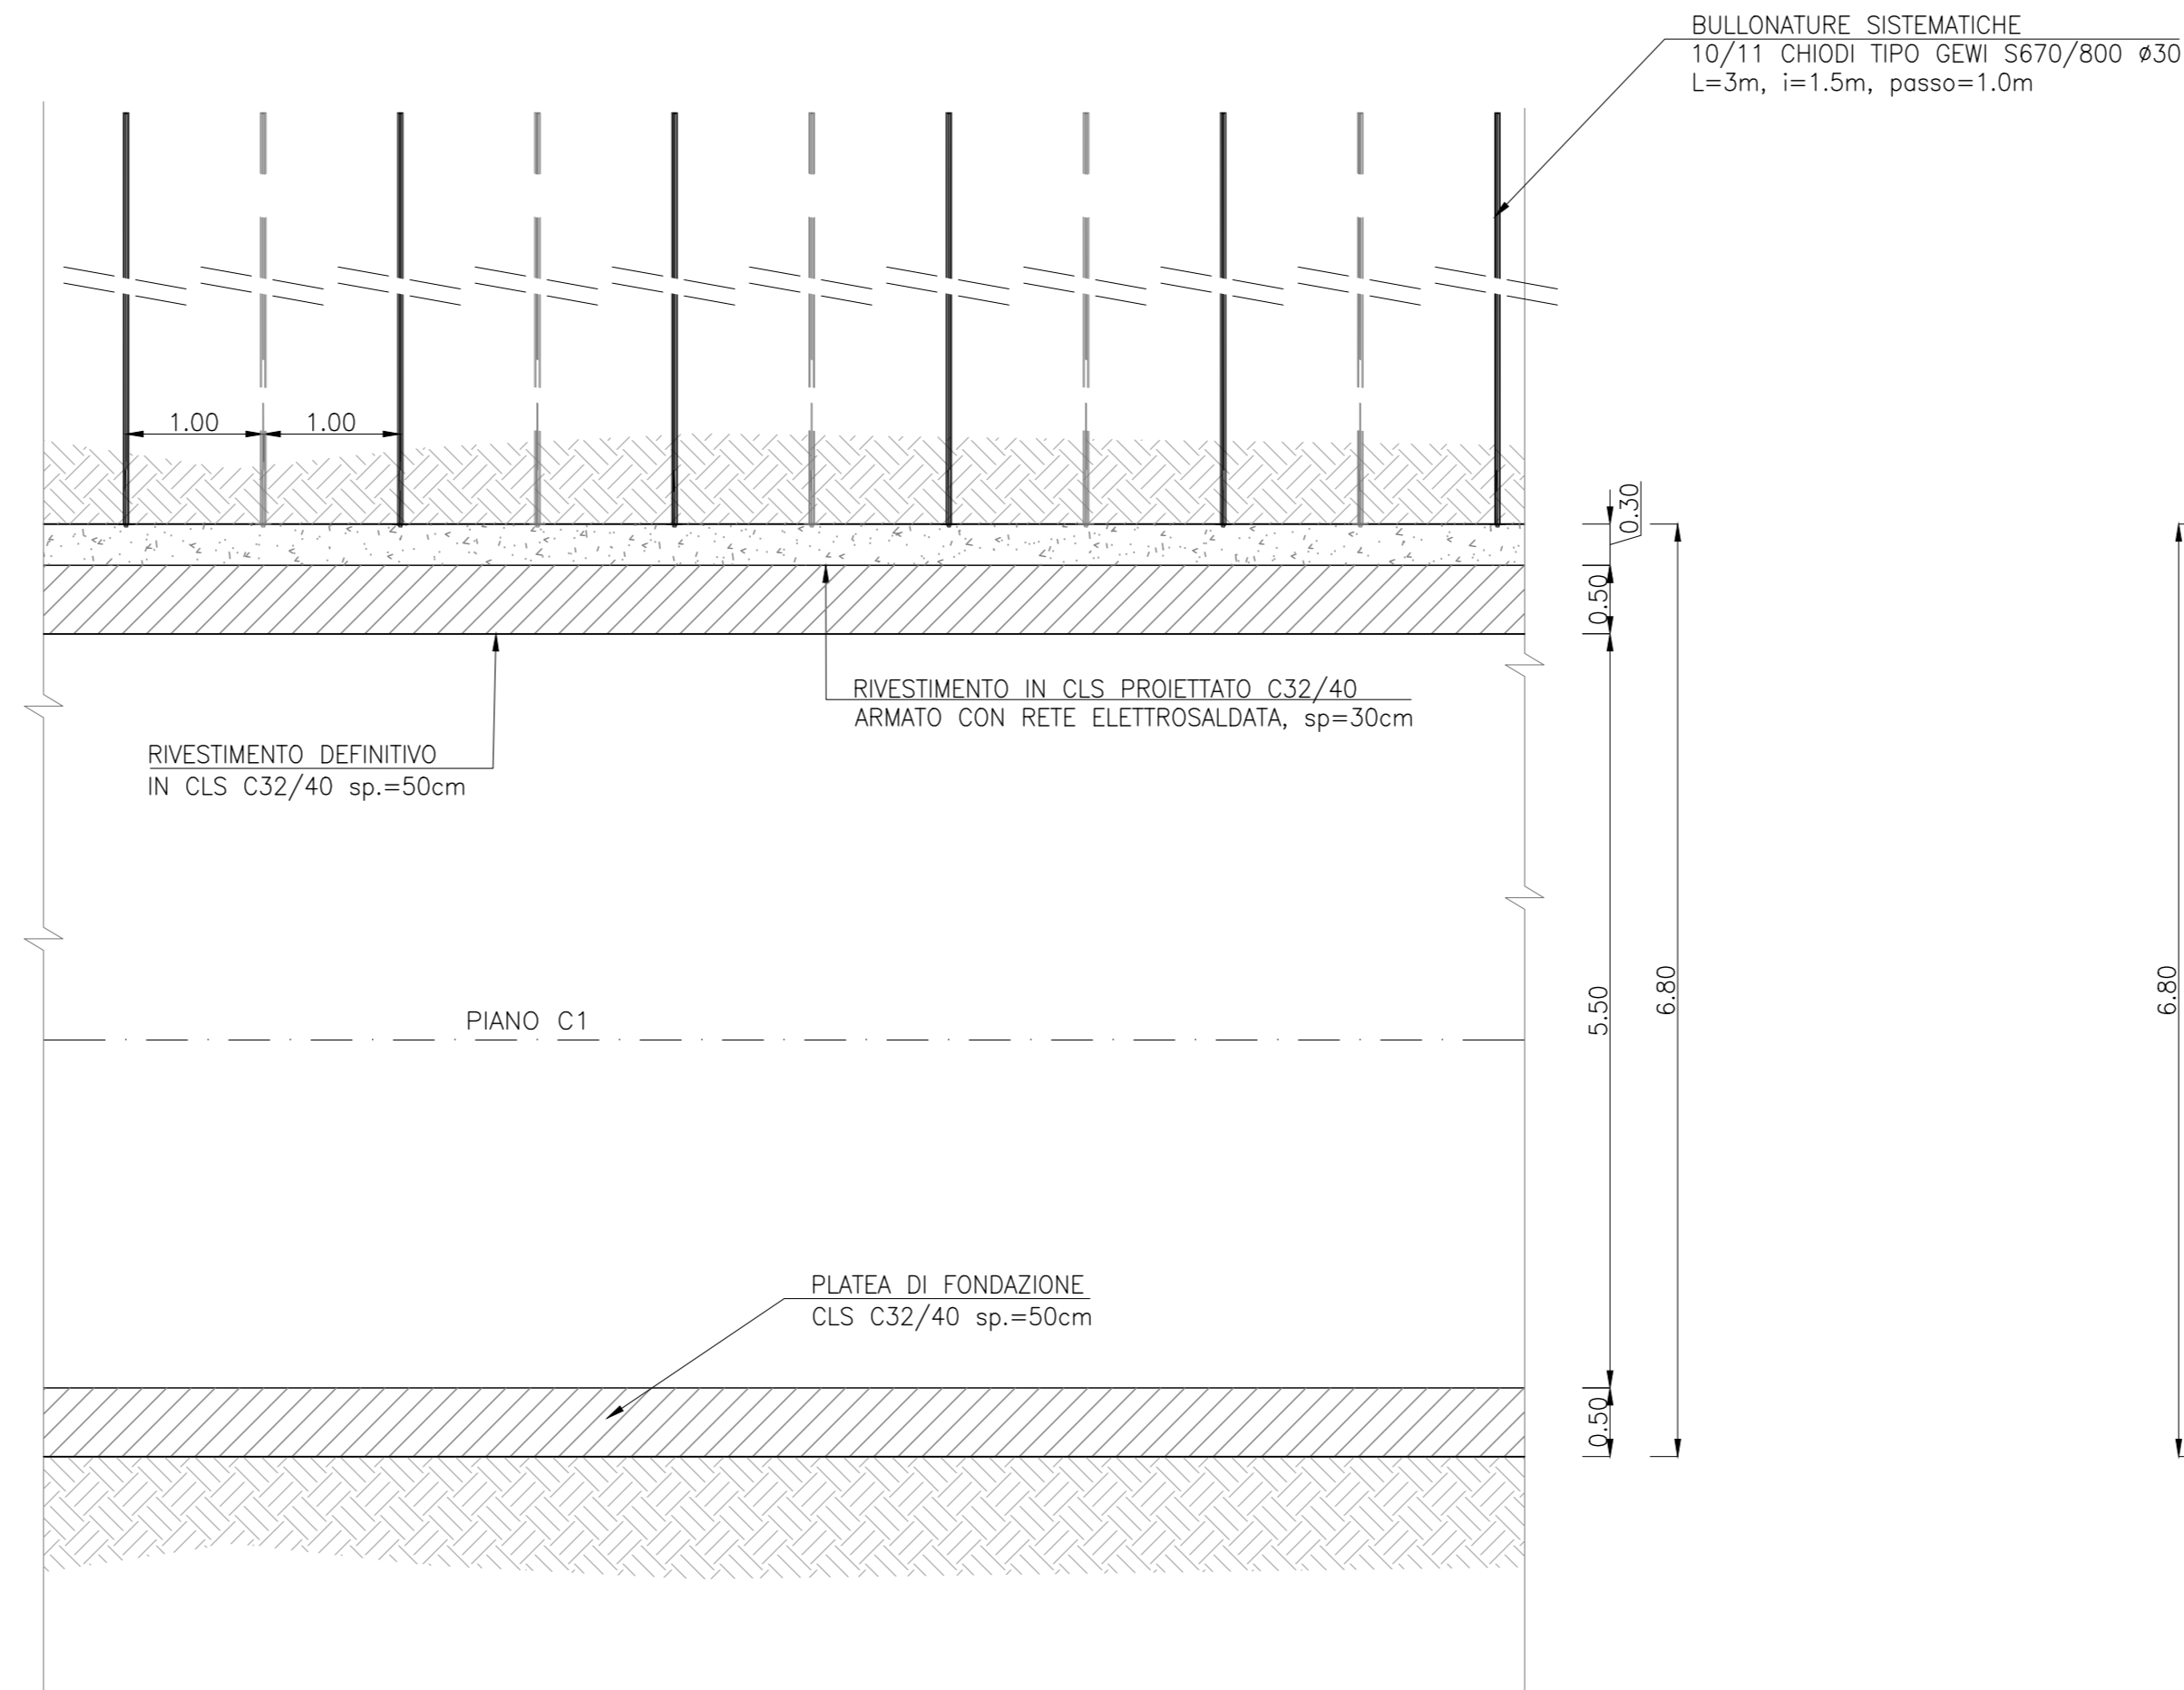 BULLONATURE SISTEMATICHE
10/11 CHIODI TIPO GEWI S670/800 ø30
L=3m, i=1.5m, passo=1.0m
1.00 1.00
0.30
0.50
RIVESTIMENTO IN CLS PROIETTATO C32/40
ARMATO CON RETE ELETTROSALDATA, sp=30cm
RIVESTIMENTO DEFINITIVO
IN CLS C32/40 sp.=50cm
5.50
6.80
6.80
PIANO C1
PLATEA DI FONDAZIONE
CLS C32/40 sp.=50cm
0.50